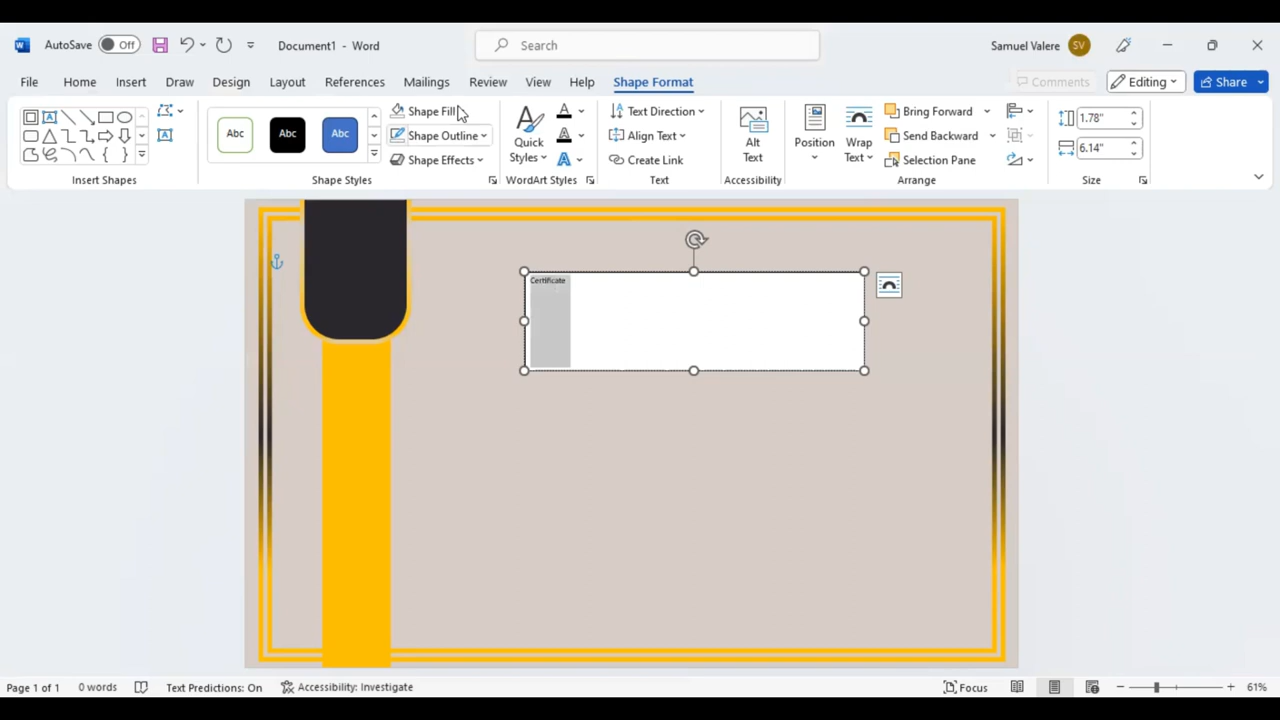 AutoSave Off Document1 - Word Search Samuel Valere SV
File Home Insert Draw Design Layout References Mailings Review View Help Shape Format Comments Editing Share
Abc Abc Abc
Shape Fill
Shape Outline
Shape Effects
Quick
Styles
A
A
A
Text Direction
Align Text
Create Link
Alt
Text
Position
Wrap
Text
Bring Forward
Send Backward
Selection Pane
1.78"
6.14"
Insert Shapes Shape Styles WordArt Styles Text Accessibility Arrange Size
Certificate
Page 1 of 1 0 words Text Predictions: On Accessibility: Investigate Focus 61%